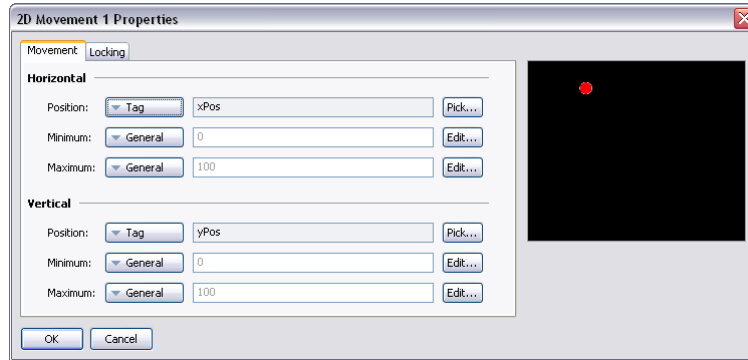 2D Movement 1 Properties
Movement Locking
Horizontal
Position: Tag xPos Pick...
Minimum: General 0 Edit...
Maximum: General 100 Edit...
Vertical
Position: Tag yPos Pick...
Minimum: General 0 Edit...
Maximum: General 100 Edit...
OK Cancel